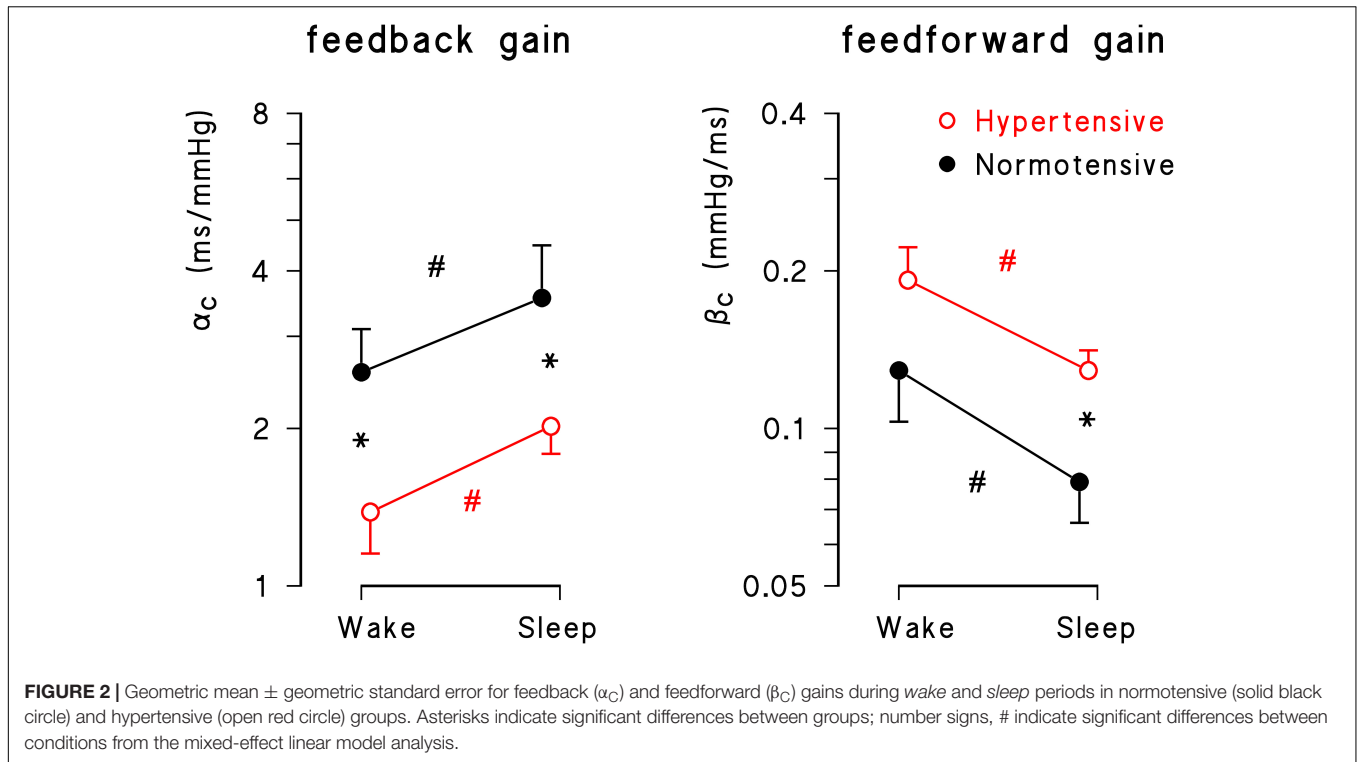 feedback gain
feedforward gain
αC (ms/mmHg)
8
4
2
1
#
*
*
#
Wake
Sleep
βC (mmHg/ms)
0.4
0.2
0.1
0.05
Hypertensive
Normotensive
#
*
#
Wake
Sleep
FIGURE 2 | Geometric mean ± geometric standard error for feedback (αC) and feedforward (βC) gains during wake and sleep periods in normotensive (solid black
circle) and hypertensive (open red circle) groups. Asterisks indicate significant differences between groups; number signs, # indicate significant differences between
conditions from the mixed-effect linear model analysis.